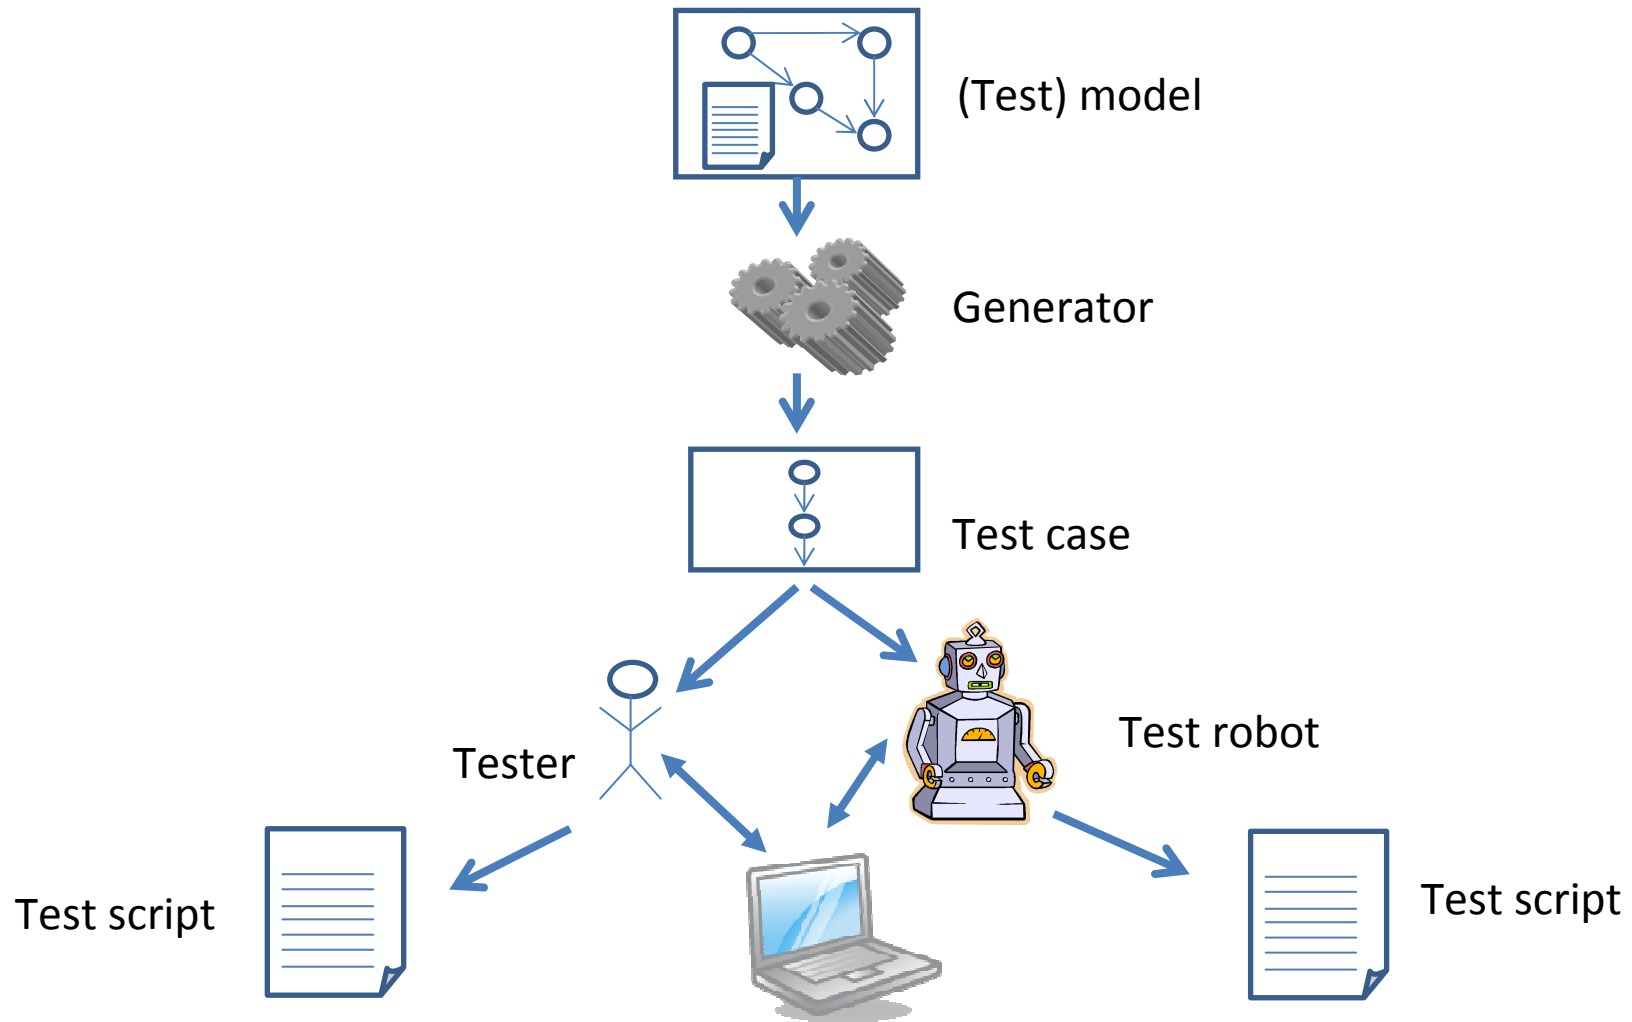 (Test) model
Generator
Test case
Test robot
Tester
Test script
Test script